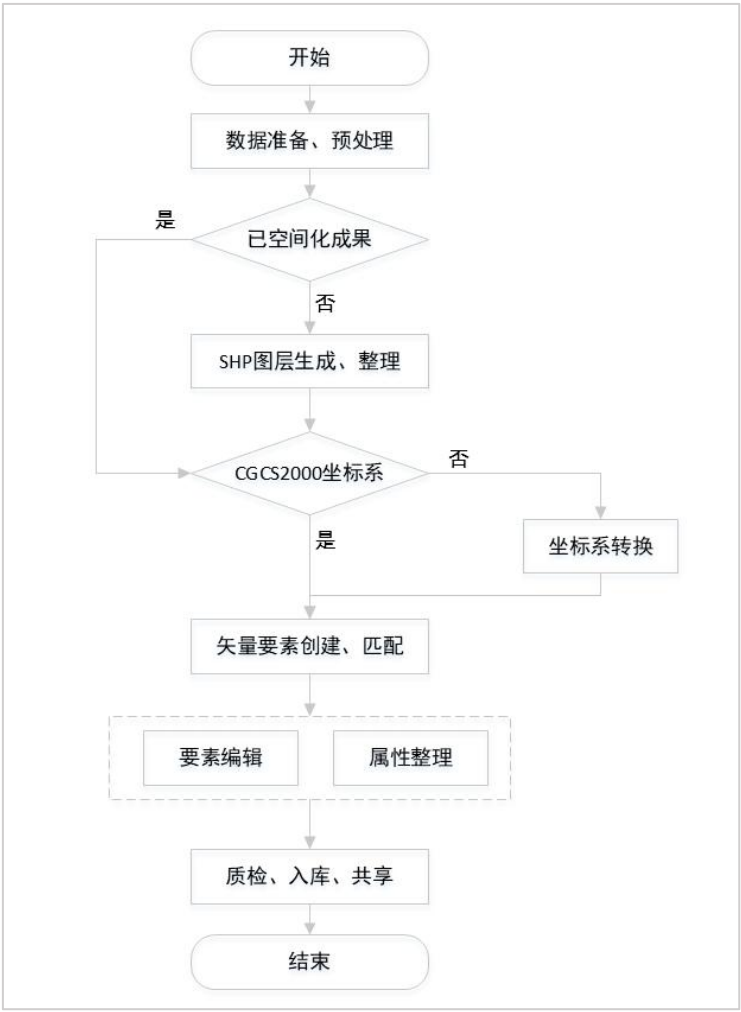 开始
数据准备、预处理
是
已空间化成果
否
SHP图层生成、整理
CGCS2000坐标系
否
是
坐标系转换
矢量要素创建、匹配
要素编辑
属性整理
质检、入库、共享
结束